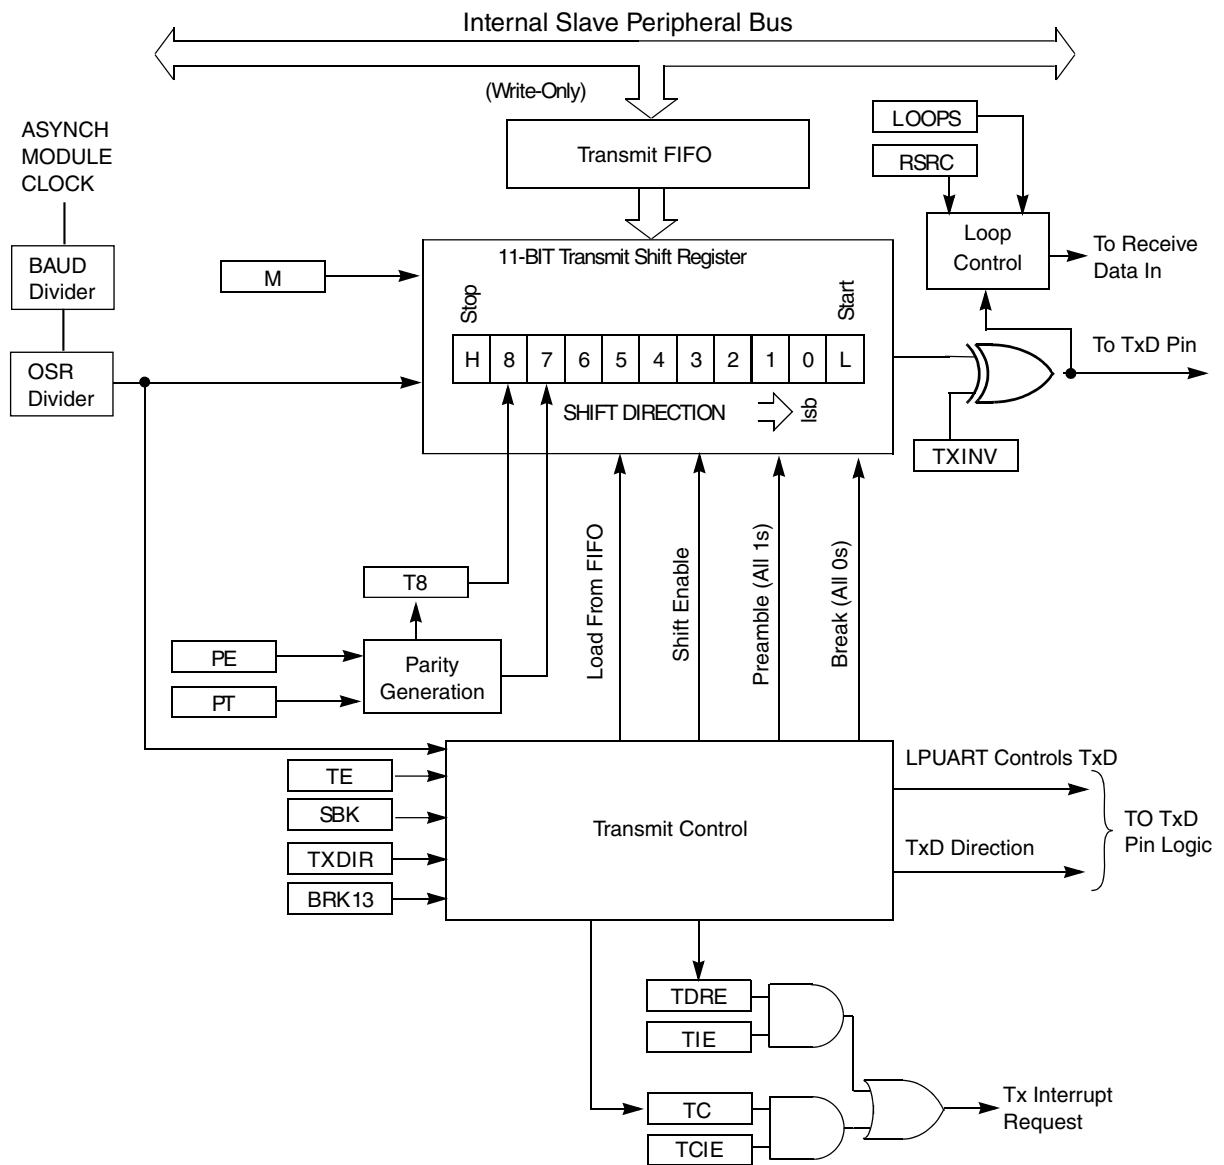 Internal Slave Peripheral Bus
(Write-Only)
ASYNCH
MODULE
CLOCK
Transmit FIFO
LOOPS
RSRC
Loop
Control
To Receive
Data In
BAUD
Divider
11-BIT Transmit Shift Register
M
Stop
Start
H 8 7 6 5 4 3 2 1 0 L
To TxD Pin
OSR
Divider
SHIFT DIRECTION
lsb
TXINV
Load From FIFO
Shift Enable
Preamble (All 1s)
Break (All 0s)
T8
PE
PT
Parity
Generation
TE
SBK
TXDIR
BRK13
Transmit Control
LPUART Controls TxD
TxD Direction
TO TxD
Pin Logic
TDRE
TIE
TC
TCIE
Tx Interrupt
Request